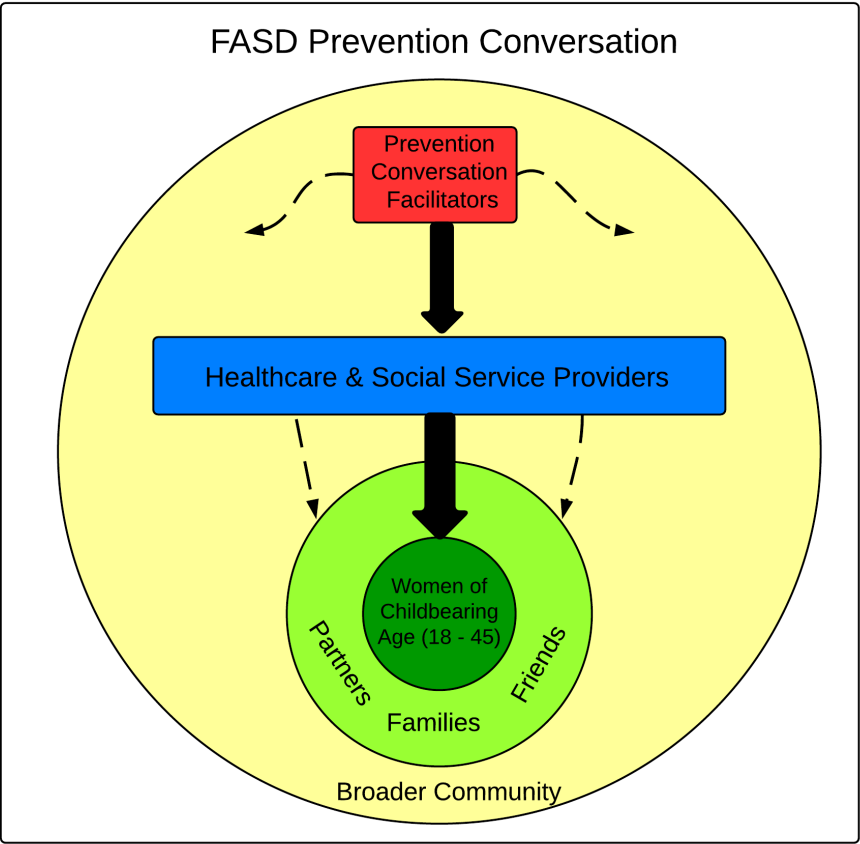 FASD Prevention Conversation
Prevention
Conversation
Facilitators
Healthcare & Social Service Providers
Women of
Childbearing
Age (18 - 45)
Partners
Friends
Families
Broader Community